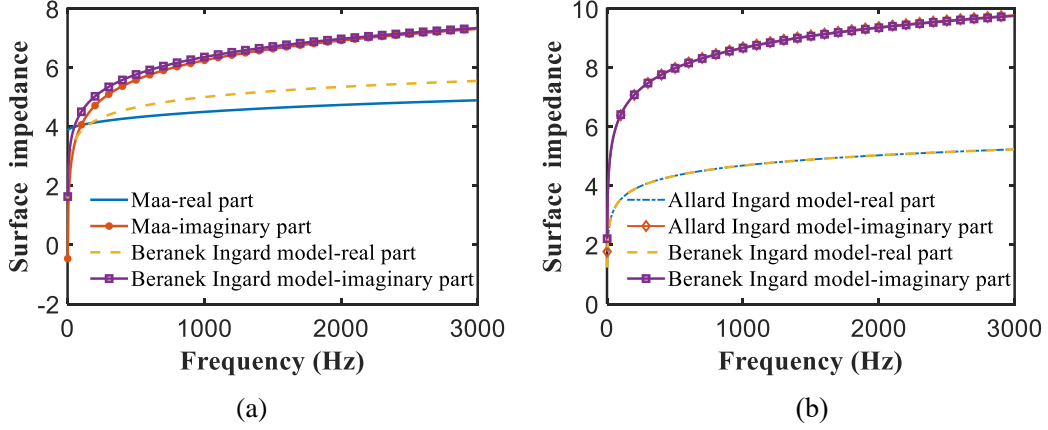 8
6
4
2
0
-2
Surface impedance
Maa-real part
Maa-imaginary part
Beranek Ingard model-real part
Beranek Ingard model-imaginary part
0 1000 2000 3000
Frequency (Hz)
(a)
10
8
6
4
2
0
Surface impedance
Allard Ingard model-real part
Allard Ingard model-imaginary part
Beranek Ingard model-real part
Beranek Ingard model-imaginary part
0 1000 2000 3000
Frequency (Hz)
(b)